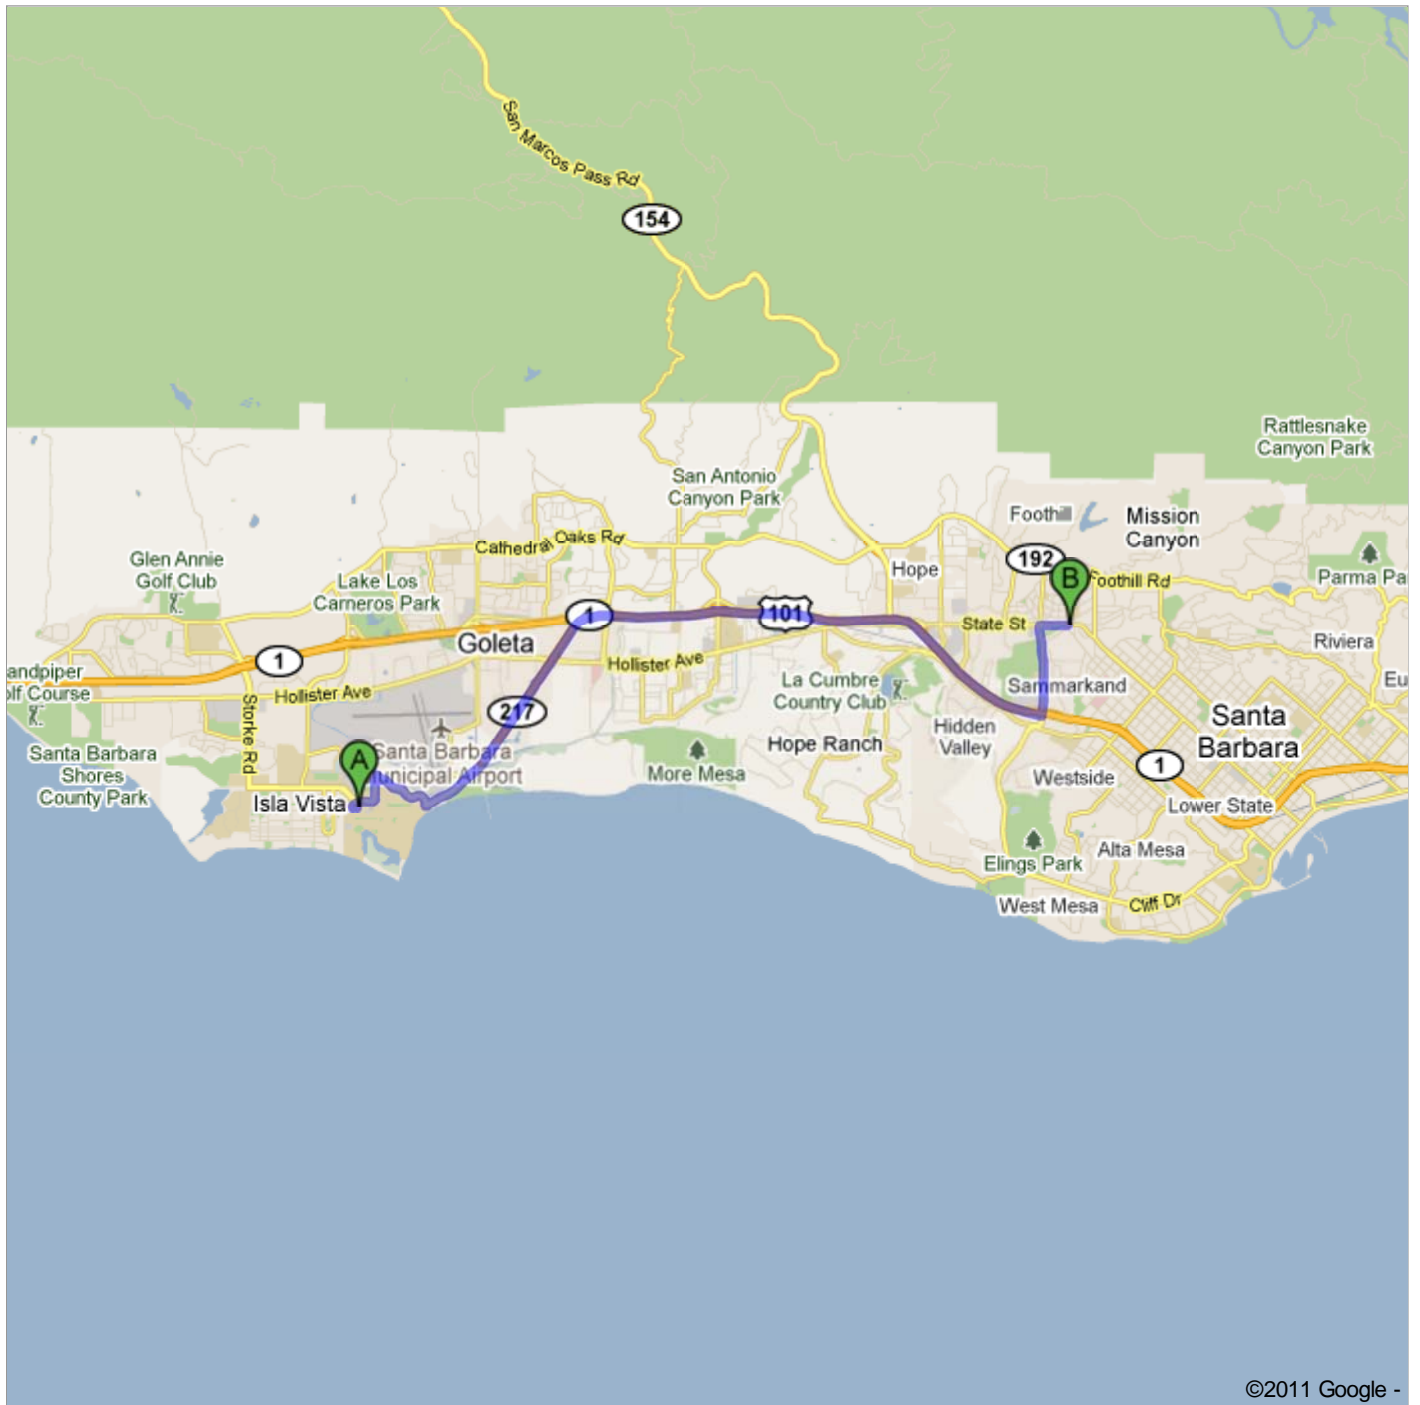 San Marcos Pass Rd
154
Rattlesnake
Canyon Park
San Antonio
Canyon Park
Foothill
Mission
Canyon
Cathedral Oaks Rd
Glen Annie
Golf Club
192
Hope
B
Foothill Rd
Parma Pa
Lake Los
Carneros Park
1
101
State St
Goleta
Riviera
1
Hollister Ave
andpiper
olf Course
Hollister Ave
La Cumbre
Country Club
Sammarkand
Eu
Storke Rd
217
Santa
Barbara
Hidden
Valley
Hope Ranch
Santa Barbara
Shores
County Park
A
Santa Barbara
unicipal Airport
More Mesa
Westside
1
Isla Vista
Lower State
Elings Park
Alta Mesa
West Mesa
Cliff Dr
©2011 Google -